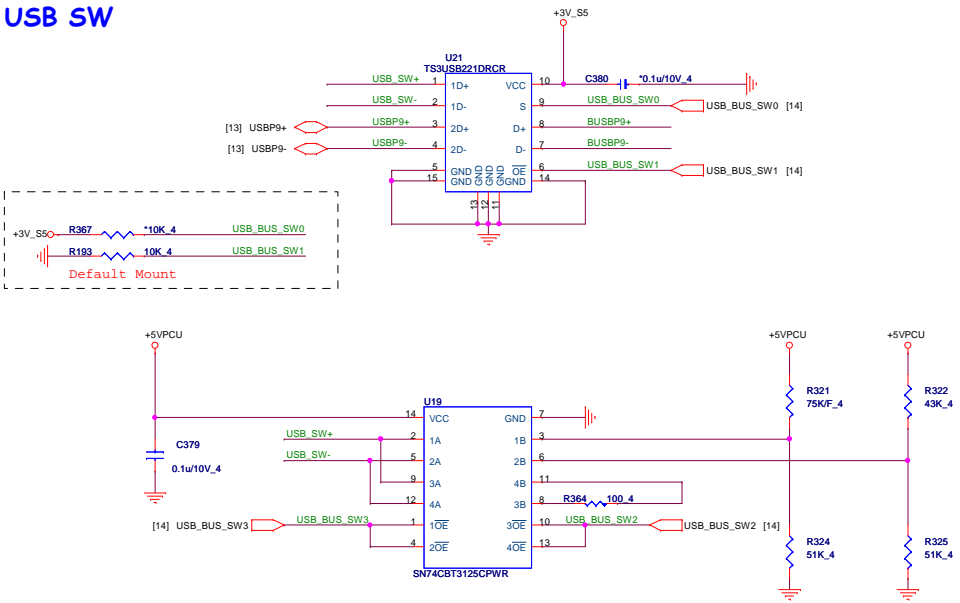 USB SW
+3V_S5
U21
TS3USB221DRCR
C380 *0.1u/10V_4
USB_SW+ 1 1D+ VCC 10
USB_SW- 2 1D- S 9 USB_BUS_SW0 USB_BUS_SW0 [14]
[13] USBP9+ USBP9+ 3 2D+ D+ 8 BUSBP9+
[13] USBP9- USBP9- 4 2D- D- 7 BUSBP9-
5 GND OE 6 USB_BUS_SW1 USB_BUS_SW1 [14]
15 GND GND GND GND GND 14
13 12 11
+3V_S5 R367 *10K_4 USB_BUS_SW0
R193 10K_4 USB_BUS_SW1
Default Mount
+5VPCU +5VPCU +5VPCU
R321 75K/F_4
R322 43K_4
U19
14 VCC GND 7
C379
0.1u/10V_4
USB_SW+ 2 1A 1B 3
USB_SW- 5 2A 2B 6
9 3A 4B 11
12 4A 3B 8 R364 100_4
[14] USB_BUS_SW3 USB_BUS_SW3 1 1OE 3OE 10 USB_BUS_SW2 USB_BUS_SW2 [14]
4 2OE 4OE 13
SN74CBT3125CPWR
R324 51K_4
R325 51K_4